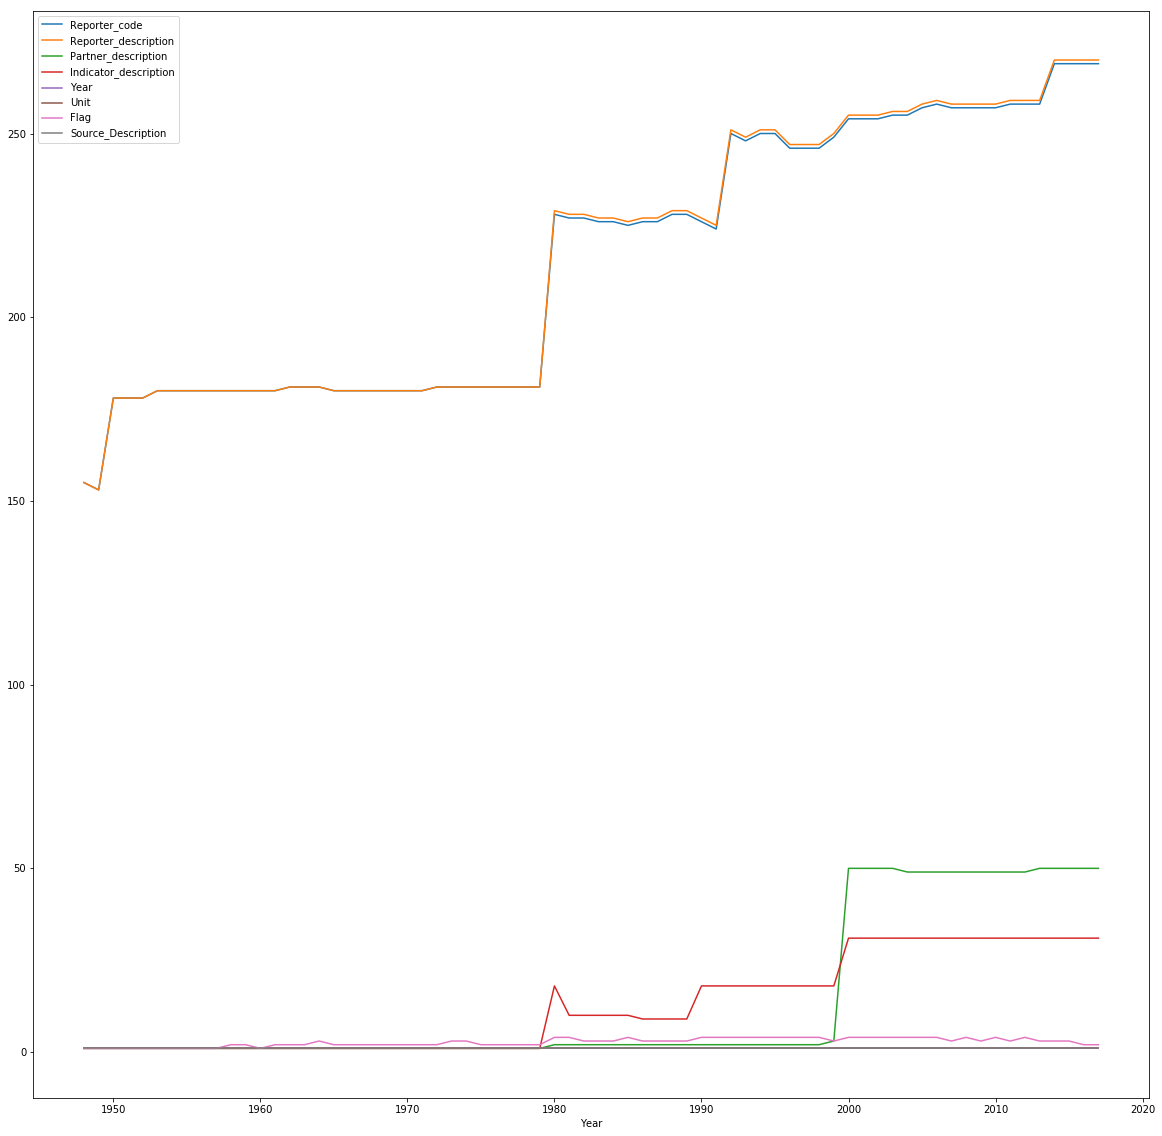 Reporter_code
Reporter_description
Partner_description
Indicator_description
Year
Unit
Flag
Source_Description
250
200
150
100
50
0
1950 1960 1970 1980 1990 2000 2010 2020
Year